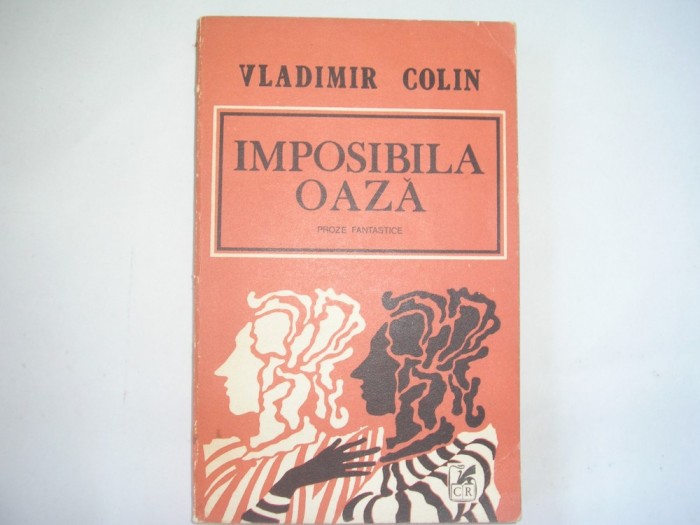 VLADIMIR COLIN
IMPOSIBILA
OAZĂ
PROZE FANTASTICE
CR